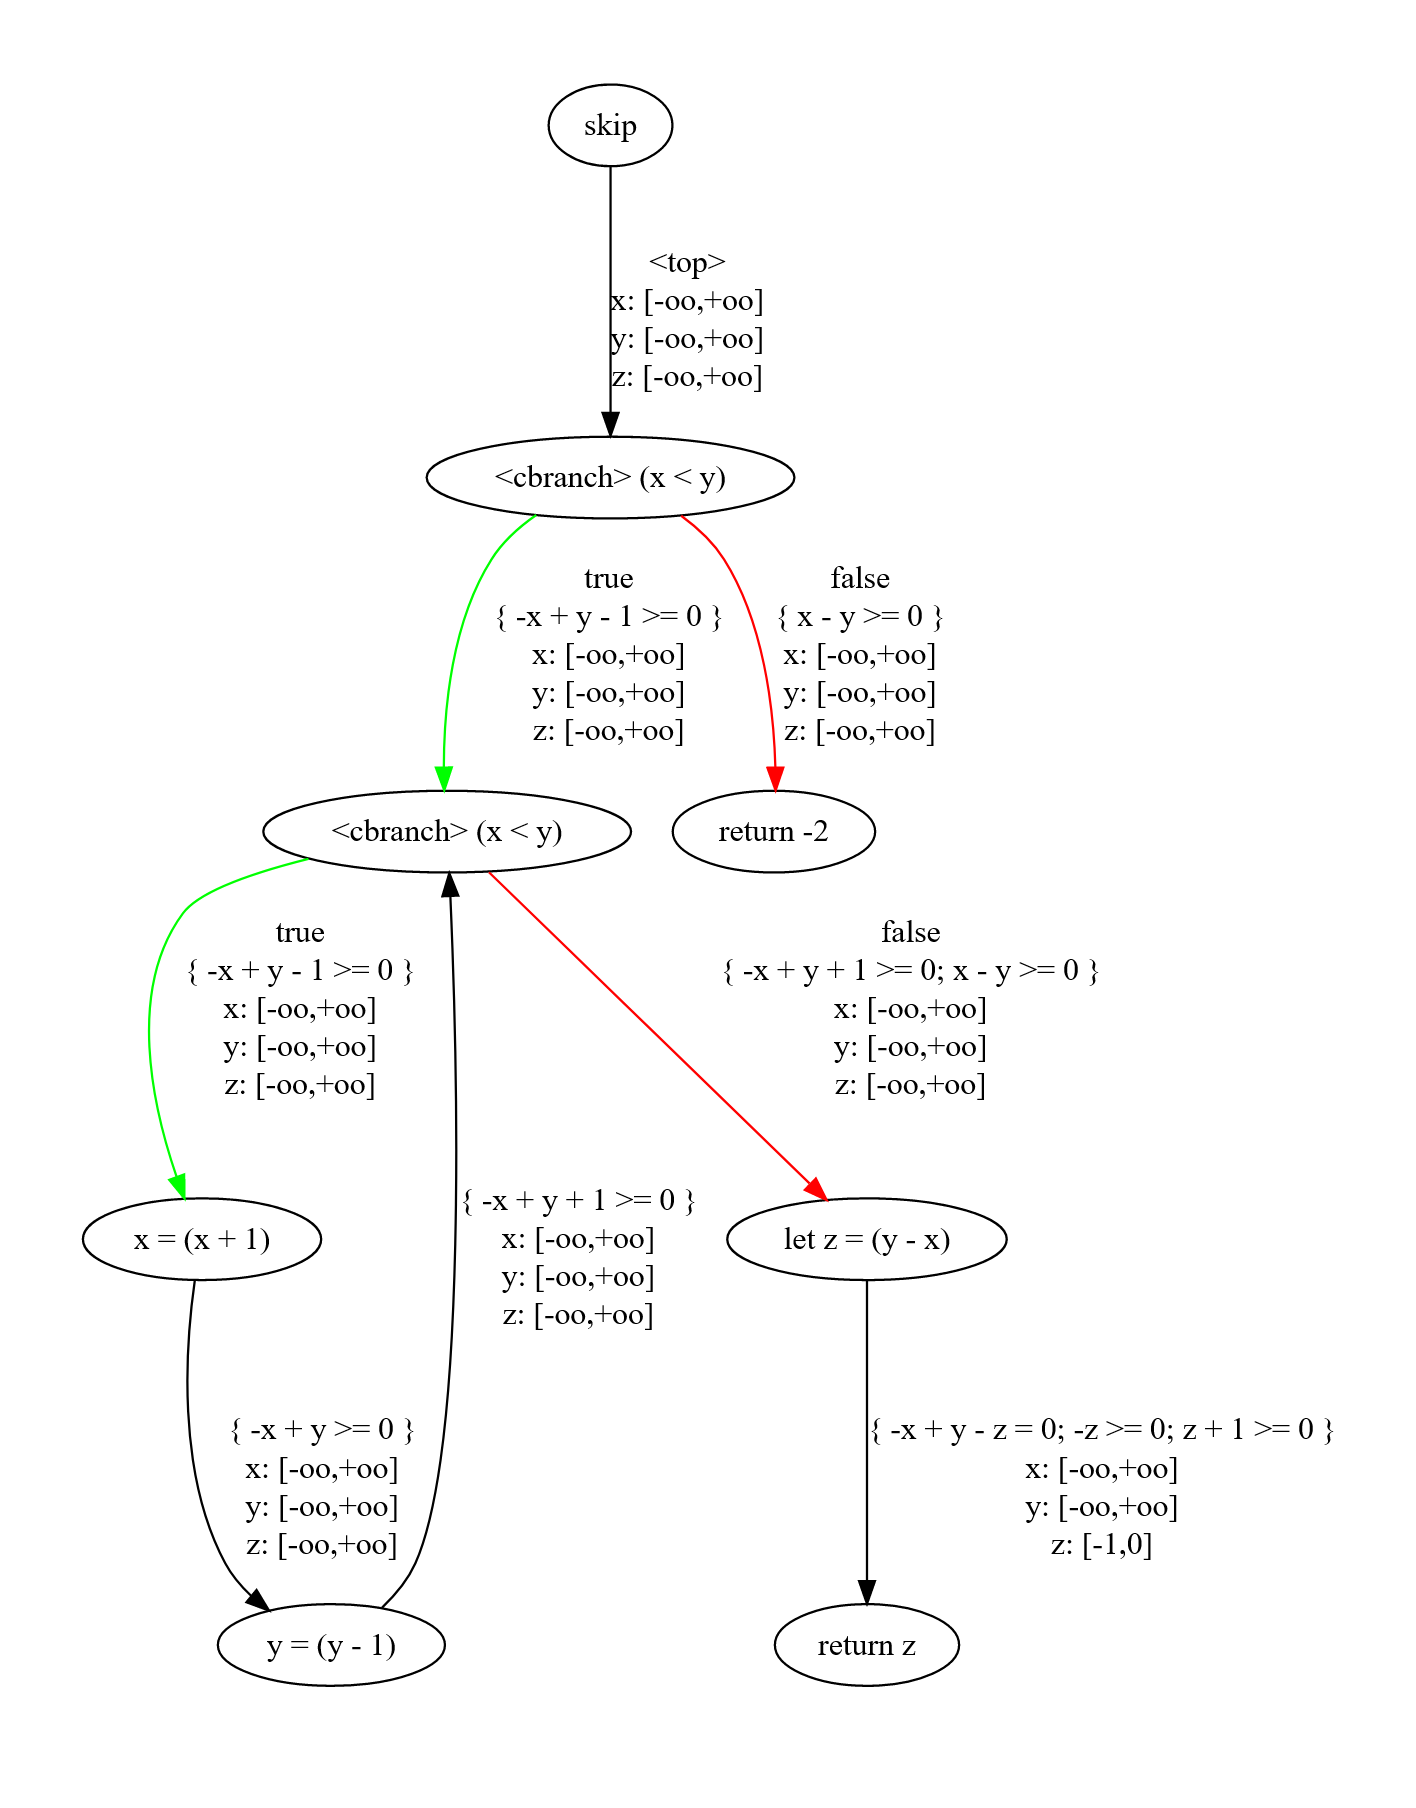 skip
<top>
x: [-oo,+oo]
y: [-oo,+oo]
z: [-oo,+oo]
<cbranch> (x < y)
true
{ -x + y - 1 >= 0 }
x: [-oo,+oo]
y: [-oo,+oo]
z: [-oo,+oo]
false
{ x - y >= 0 }
x: [-oo,+oo]
y: [-oo,+oo]
z: [-oo,+oo]
<cbranch> (x < y)
return -2
true
{ -x + y - 1 >= 0 }
x: [-oo,+oo]
y: [-oo,+oo]
z: [-oo,+oo]
false
{ -x + y + 1 >= 0; x - y >= 0 }
x: [-oo,+oo]
y: [-oo,+oo]
z: [-oo,+oo]
x = (x + 1)
{ -x + y + 1 >= 0 }
x: [-oo,+oo]
y: [-oo,+oo]
z: [-oo,+oo]
let z = (y - x)
{ -x + y >= 0 }
x: [-oo,+oo]
y: [-oo,+oo]
z: [-oo,+oo]
{ -x + y - z = 0; -z >= 0; z + 1 >= 0 }
x: [-oo,+oo]
y: [-oo,+oo]
z: [-1,0]
y = (y - 1)
return z